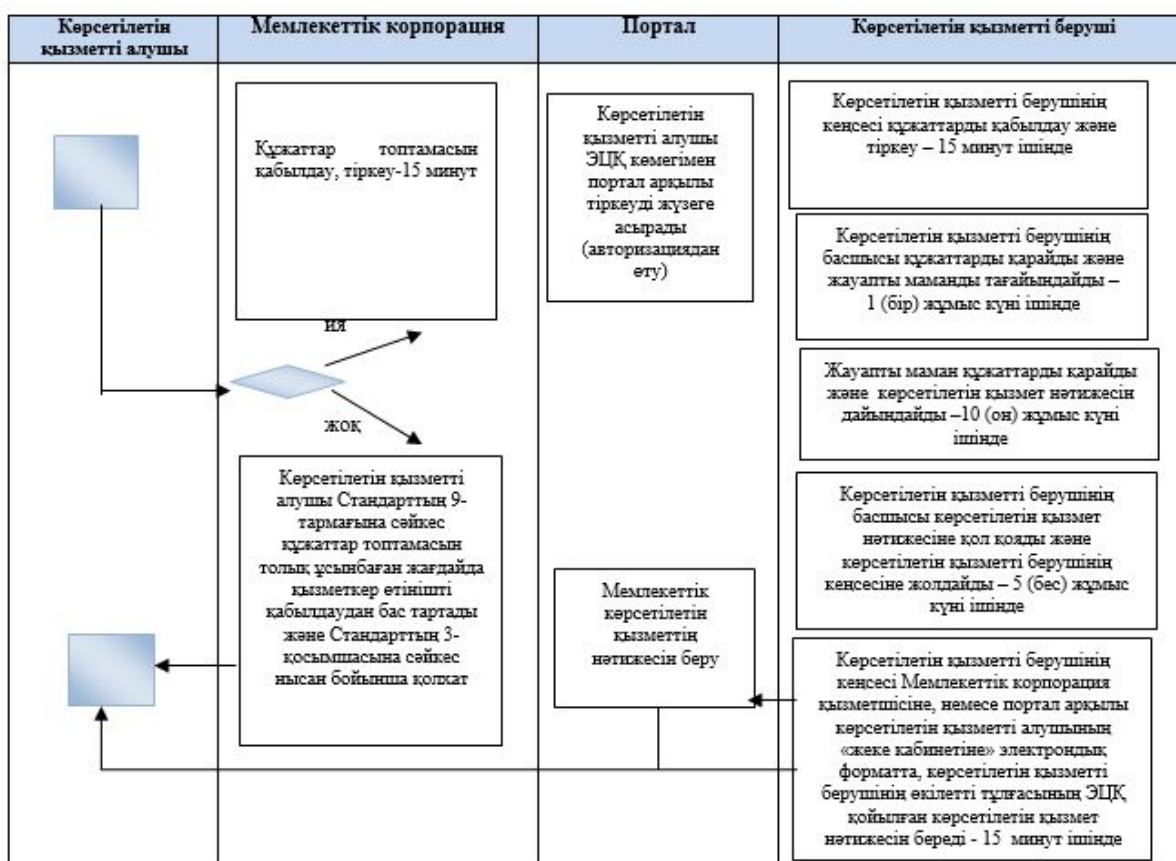 Көрсетілетін
қызметті алушы
Мемлекеттік корпорация
Портал
Көрсетілетін қызметті беруші
Құжаттар топтамасын
қабылдау, тіркеу-15 минут
ия
жоқ
Көрсетілетін қызметті
алушы Стандарттың 9-
тармағына сәйкес
құжаттар топтамасын
толық ұсынбаған жағдайда
қызметкер өтінішті
қабылдаудан бас тартады
және Стандарттың 3-
қосымшасына сәйкес
нысан бойынша қолхат
Көрсетілетін
қызметті алушы
ЭЦҚ көмегімен
портал арқылы
тіркеуді жүзеге
асырады
(авторизациядан
өту)
Мемлекеттік
көрсетілетін
қызметтің
нәтижесін беру
Көрсетілетін қызметті берушінің
кеңсесі құжаттарды қабылдау және
тіркеу – 15 минут ішінде
Көрсетілетін қызметті берушінің
басшысы құжаттарды қарайды және
жауапты маманды тағайындайды –
1 (бір) жұмыс күні ішінде
Жауапты маман құжаттарды қарайды
және көрсетілетін қызмет нәтижесін
дайындайды –10 (он) жұмыс күні
ішінде
Көрсетілетін қызметті берушінің
басшысы көрсетілетін қызмет
нәтижесіне қол қояды және
көрсетілетін қызметті берушінің
кеңсесіне жолдайды – 5 (бес) жұмыс
күні ішінде
Көрсетілетін қызметті берушінің
кеңсесі Мемлекеттік корпорация
қызметшісіне, немесе портал арқылы
көрсетілетін қызметті алушының
«жеке кабинетіне» электрондық
форматта, көрсетілетін қызметті
берушінің өкілетті тұлғасының ЭЦҚ
қойылған көрсетілетін қызмет
нәтижесін береді - 15 минут ішінде